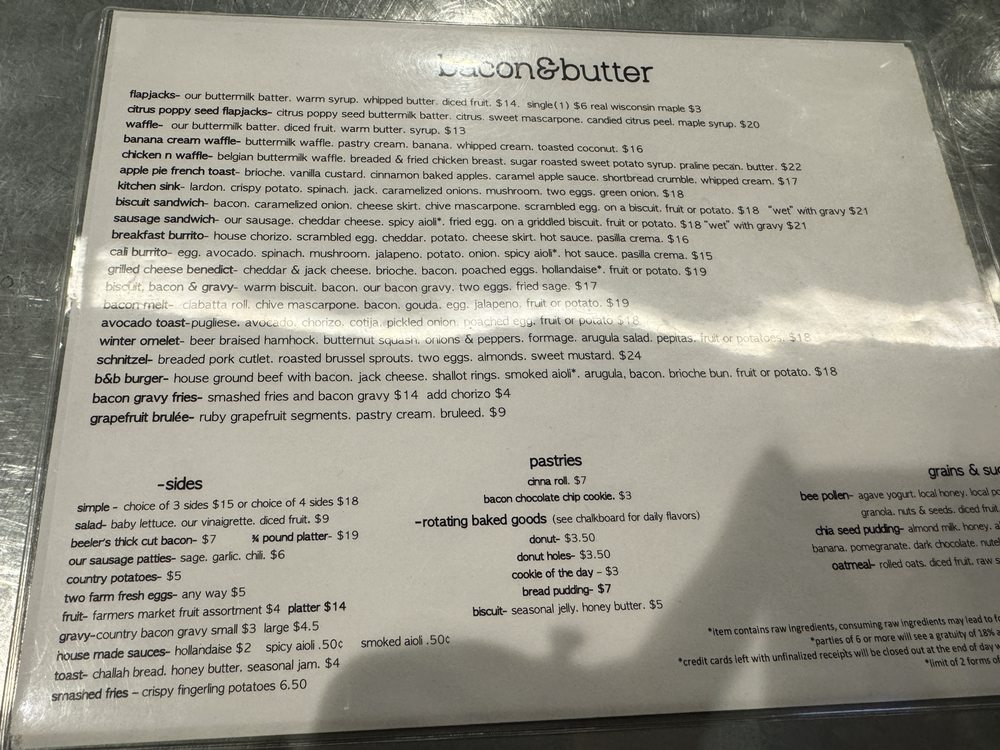 bacon&butter
flapjacks- our buttermilk batter. warm syrup. whipped butter. diced fruit. $14. single(1) $6 real wisconsin maple $3
citrus poppy seed flapjacks- citrus poppy seed buttermilk batter. citrus. sweet mascarpone. candied citrus peel. maple syrup. $20
waffle- our buttermilk batter. diced fruit. warm butter. syrup. $13
banana cream waffle- buttermilk waffle. pastry cream. banana. whipped cream. toasted coconut. $16
chicken n waffle- belgian buttermilk waffle. breaded & fried chicken breast. sugar roasted sweet potato syrup. praline pecan. butter. $22
apple pie french toast- brioche. vanilla custard. cinnamon baked apples. caramel apple sauce. shortbread crumble. whipped cream. $17
kitchen sink- lardon. crispy potato. spinach. jack. caramelized onions. mushroom. two eggs. green onion. $18
biscuit sandwich- bacon. caramelized onion. cheese skirt. chive mascarpone. scrambled egg. on a biscuit. fruit or potato. $18 "wet" with gravy $21
sausage sandwich- our sausage. cheddar cheese. spicy aioli*. fried egg. on a griddled biscuit. fruit or potato. $18 "wet" with gravy $21
breakfast burrito- house chorizo. scrambled egg. cheddar. potato. cheese skirt. hot sauce. pasilla crema. $16
cali burrito- egg. avocado. spinach. mushroom. jalapeno. potato. onion. spicy aioli*. hot sauce. pasilla crema. $15
grilled cheese benedict- cheddar & jack cheese. brioche. bacon. poached eggs. hollandaise*. fruit or potato. $19
biscuit, bacon & gravy- warm biscuit. bacon. our bacon gravy. two eggs. fried sage. $17
bacon melt- ciabatta roll. chive mascarpone. bacon. gouda. egg. jalapeno. fruit or potato. $19
avocado toast-pugliese. avocado. chorizo. cotija. pickled onion. poached egg. fruit or potato $18
winter omelet- beer braised hamhock. butternut squash. onions & peppers. formage. arugula salad. pepitas. fruit or potatoes. $18
schnitzel- breaded pork cutlet. roasted brussel sprouts. two eggs. almonds. sweet mustard. $24
b&b burger- house ground beef with bacon. jack cheese. shallot rings. smoked aioli*. arugula, bacon. brioche bun. fruit or potato. $18
bacon gravy fries- smashed fries and bacon gravy $14 add chorizo $4
grapefruit brulée- ruby grapefruit segments. pastry cream. bruleed. $9
-sides
simple - choice of 3 sides $15 or choice of 4 sides $18
salad- baby lettuce. our vinaigrette. diced fruit. $9
beeler's thick cut bacon- $7 ¾ pound platter- $19
our sausage patties- sage. garlic. chili. $6
country potatoes- $5
two farm fresh eggs- any way $5
fruit- farmers market fruit assortment $4 platter $14
gravy-country bacon gravy small $3 large $4.5
house made sauces- hollandaise $2 spicy aioli .50¢ smoked aioli .50¢
toast- challah bread. honey butter. seasonal jam. $4
smashed fries - crispy fingerling potatoes 6.50
pastries
cinna roll. $7
bacon chocolate chip cookie. $3
-rotating baked goods (see chalkboard for daily flavors)
donut- $3.50
donut holes- $3.50
cookie of the day - $3
bread pudding- $7
biscuit- seasonal jelly. honey butter. $5
grains &
bee pollen- agave yogurt. local honey. local
granola. nuts & seeds. diced fruit.
chia seed pudding- almond milk. honey.
banana. pomegranate. dark chocolate.
oatmeal- rolled oats. diced fruit. raw
*item contains raw ingredients, consuming raw ingredients may lead to
*parties of 6 or more will see a gratuity of 18%
*credit cards left with unfinalized receipts will be closed out at the end of day
*limit of 2 forms of